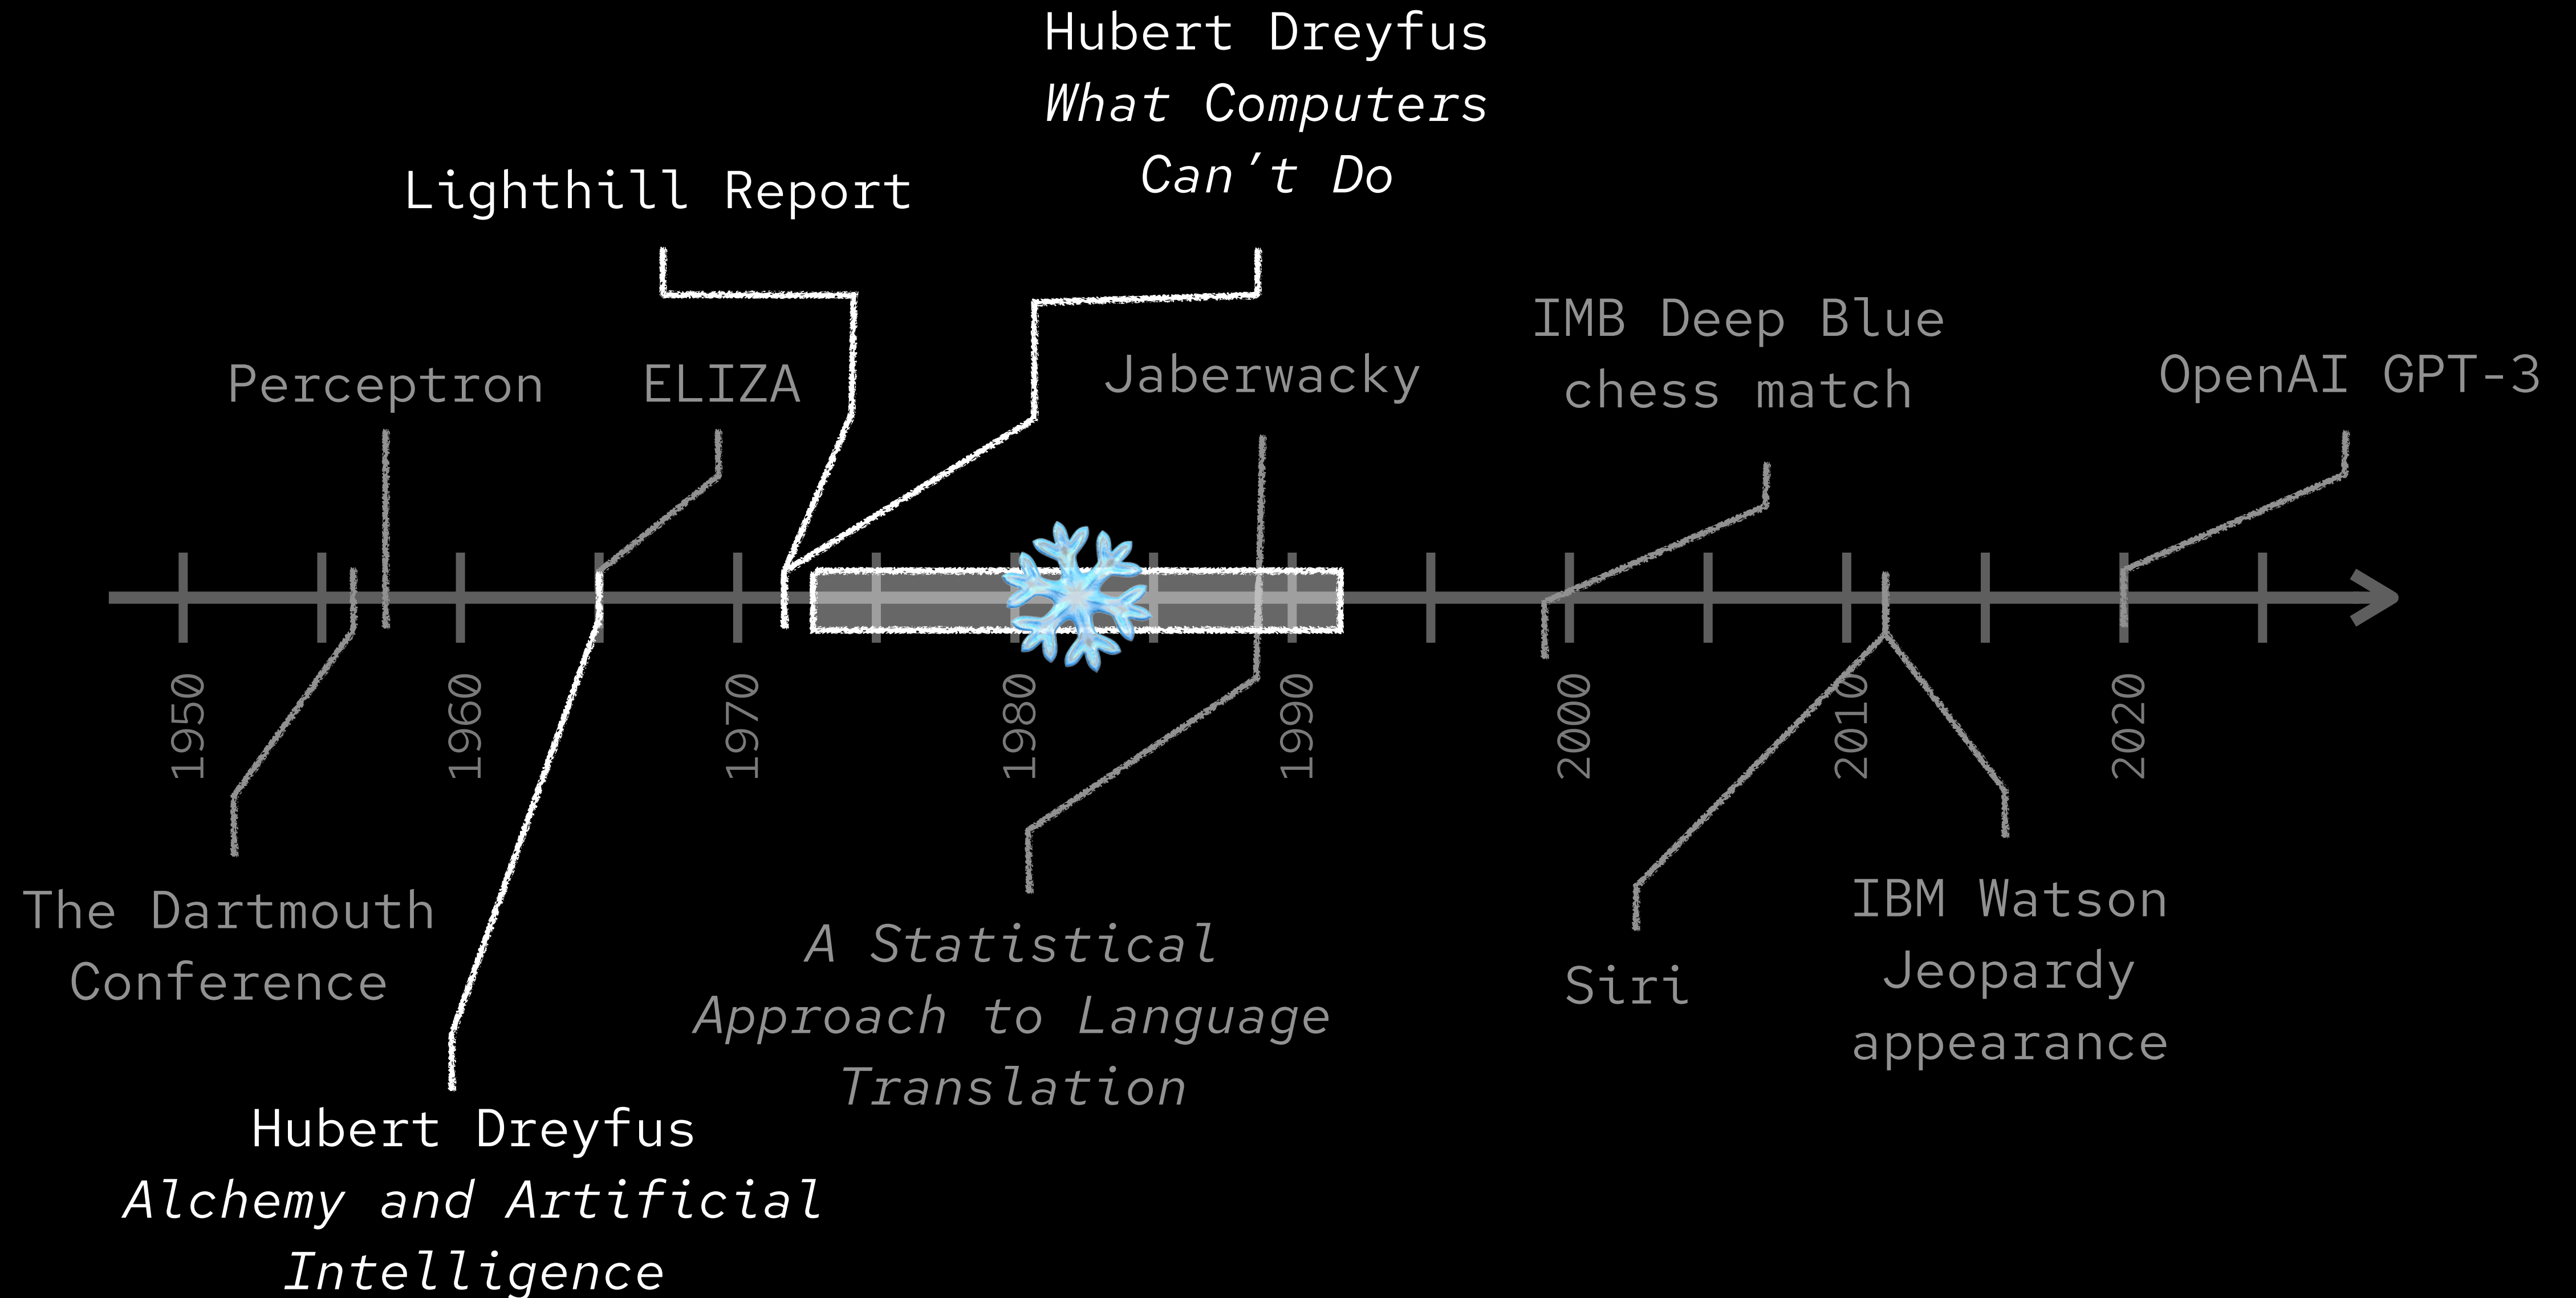 Hubert Dreyfus
What Computers
Can't Do
Lighthill Report
IMB Deep Blue
chess match
Perceptron
ELIZA
Jaberwacky
OpenAI GPT-3
1950
1960
1970
1980
1990
2000
2010
2020
The Dartmouth
Conference
A Statistical
Approach to Language
Translation
Siri
IBM Watson
Jeopardy
appearance
Hubert Dreyfus
Alchemy and Artificial
Intelligence